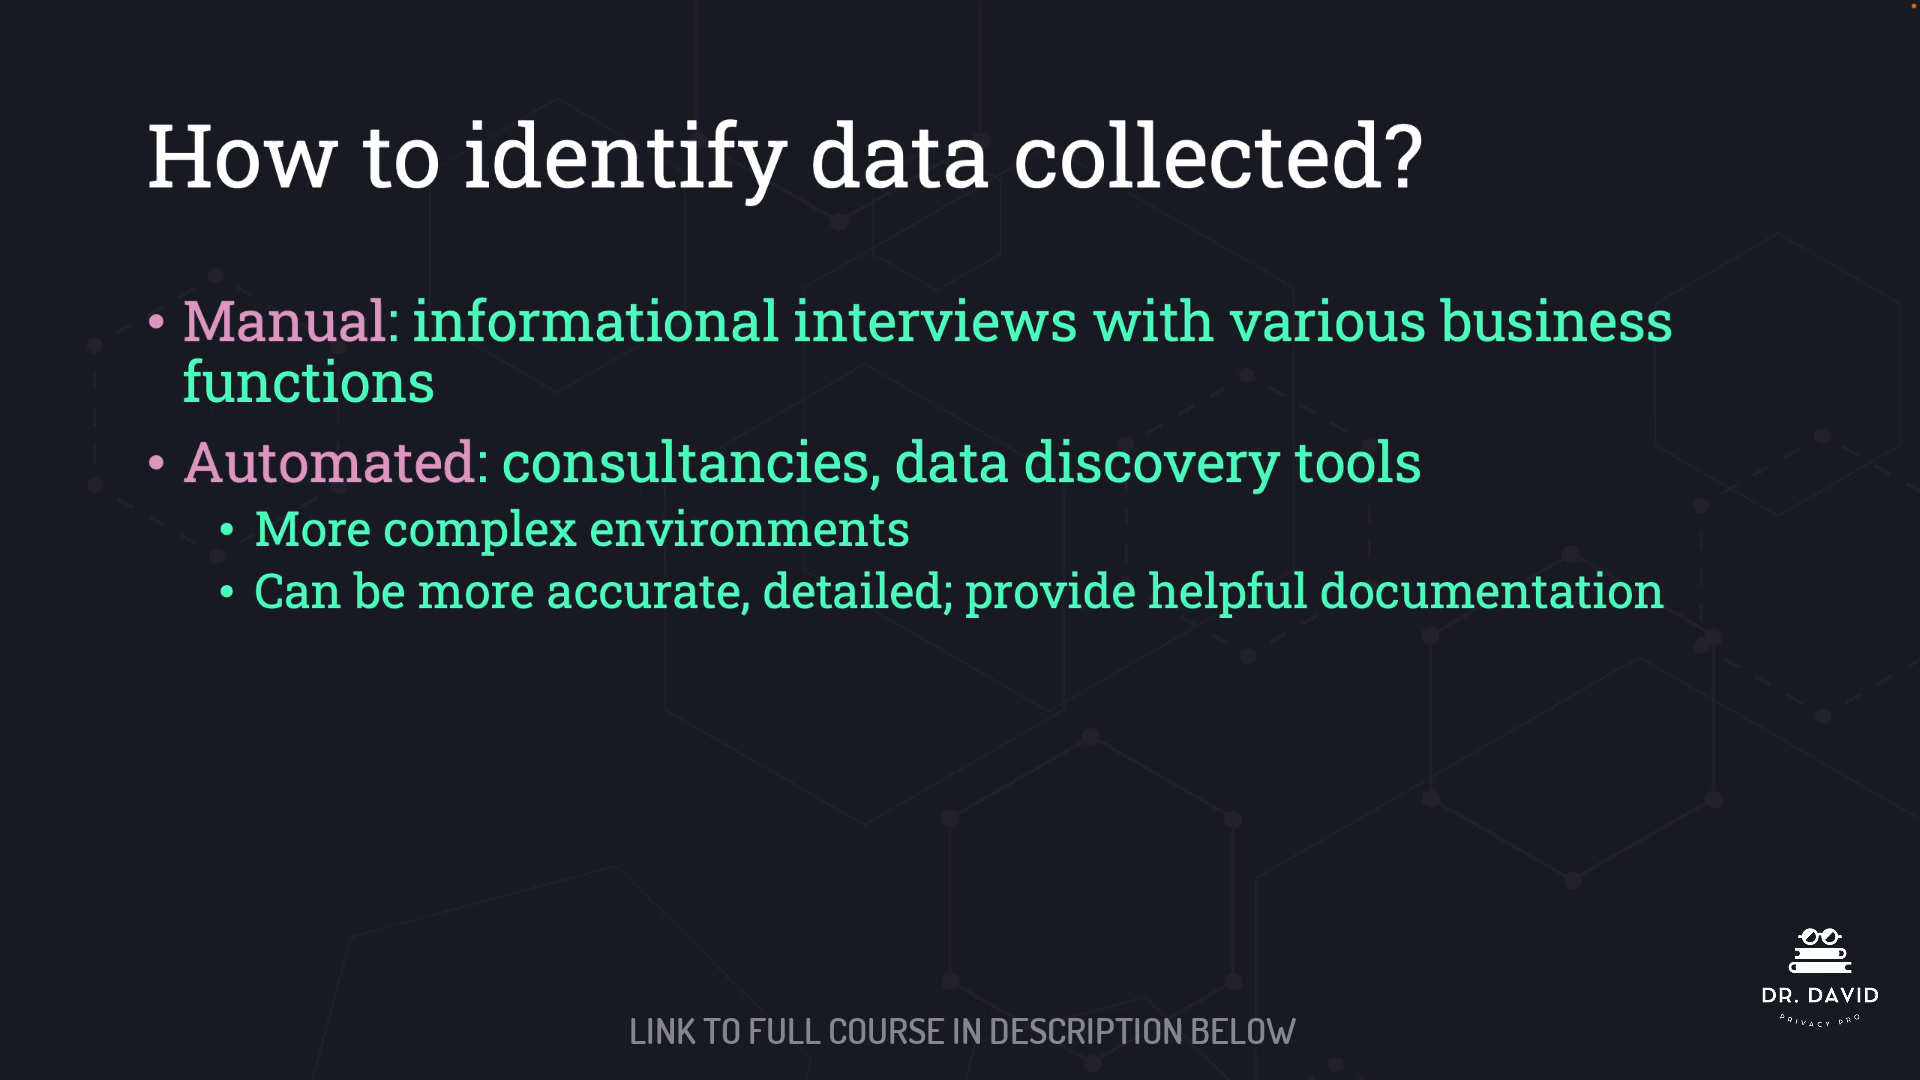 How to identify data collected?
• Manual: informational interviews with various business
functions
• Automated: consultancies, data discovery tools
• More complex environments
• Can be more accurate, detailed; provide helpful documentation
DR. DAVID
PRIVACY PRO
LINK TO FULL COURSE IN DESCRIPTION BELOW